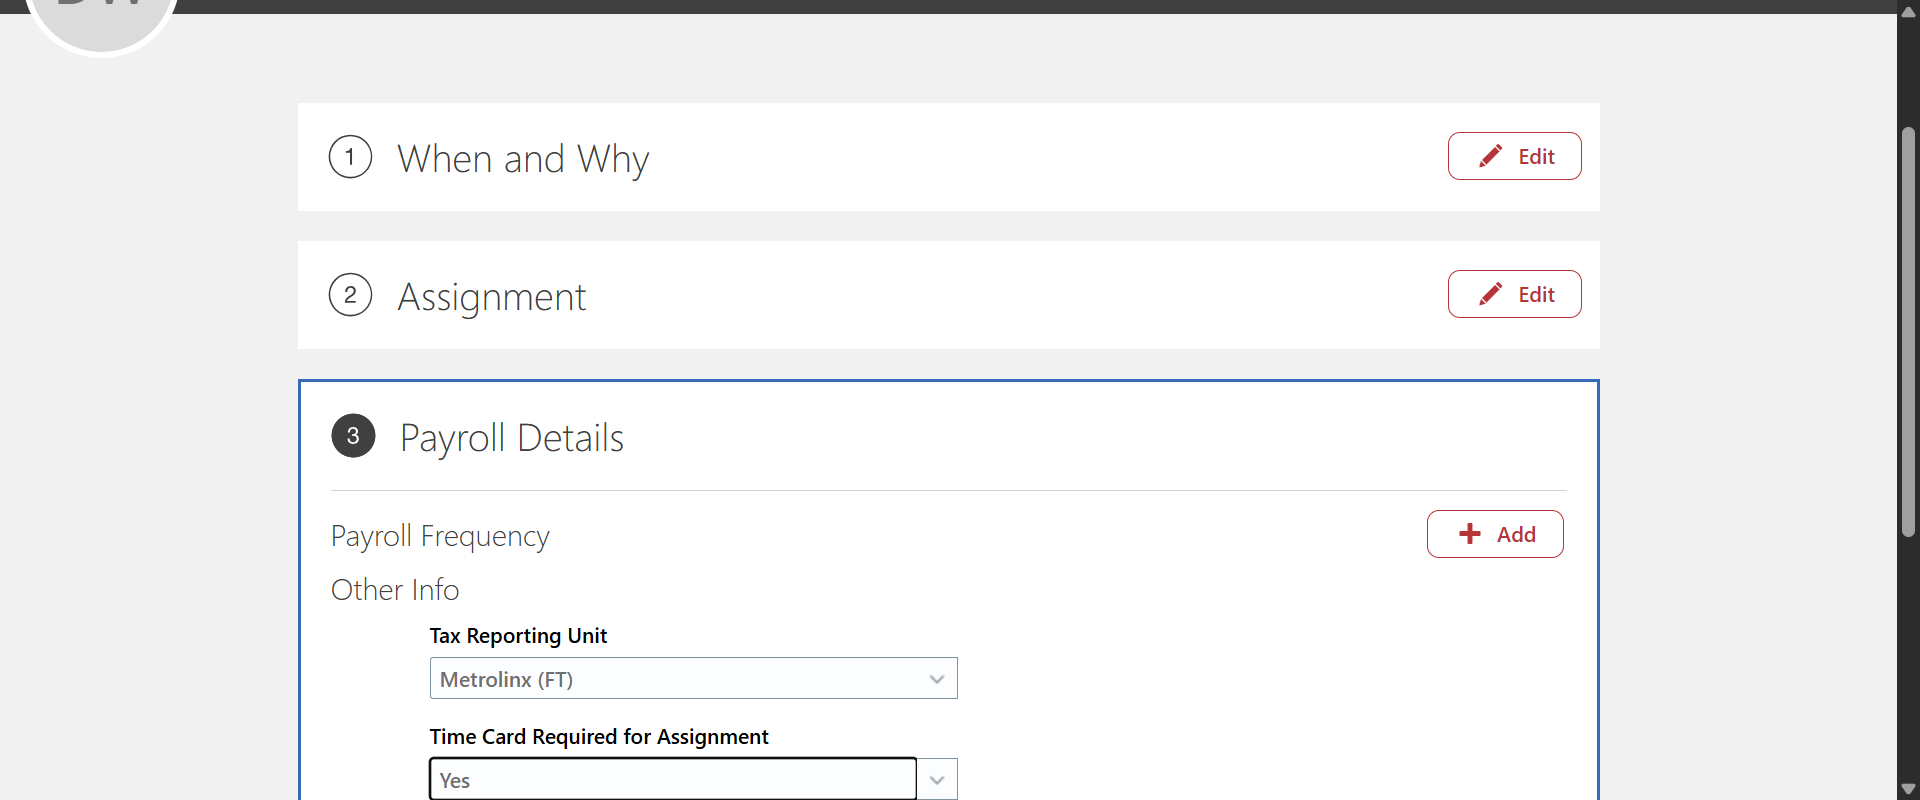 1 When and Why Edit
2 Assignment Edit
3 Payroll Details
Payroll Frequency Add
Other Info
Tax Reporting Unit
Metrolinx (FT)
Time Card Required for Assignment
Yes